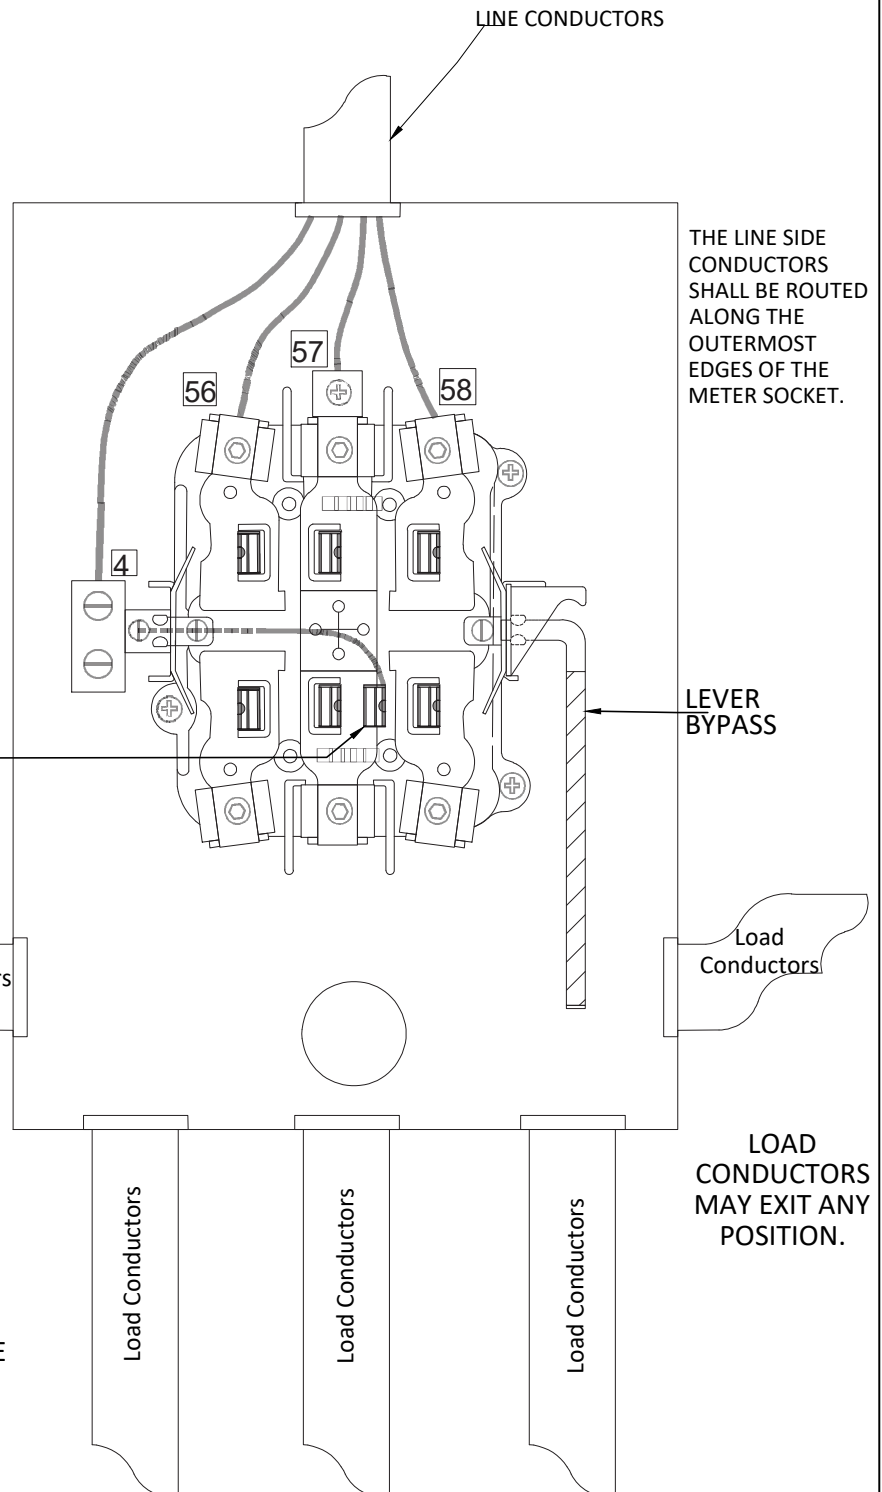 LINE CONDUCTORS
THE LINE SIDE
CONDUCTORS
SHALL BE ROUTED
ALONG THE
OUTERMOST
EDGES OF THE
METER SOCKET.
57
56
58
4
LEVER
BYPASS
Load
Conductors
LOAD
CONDUCTORS
MAY EXIT ANY
POSITION.
Load Conductors
Load Conductors
Load Conductors